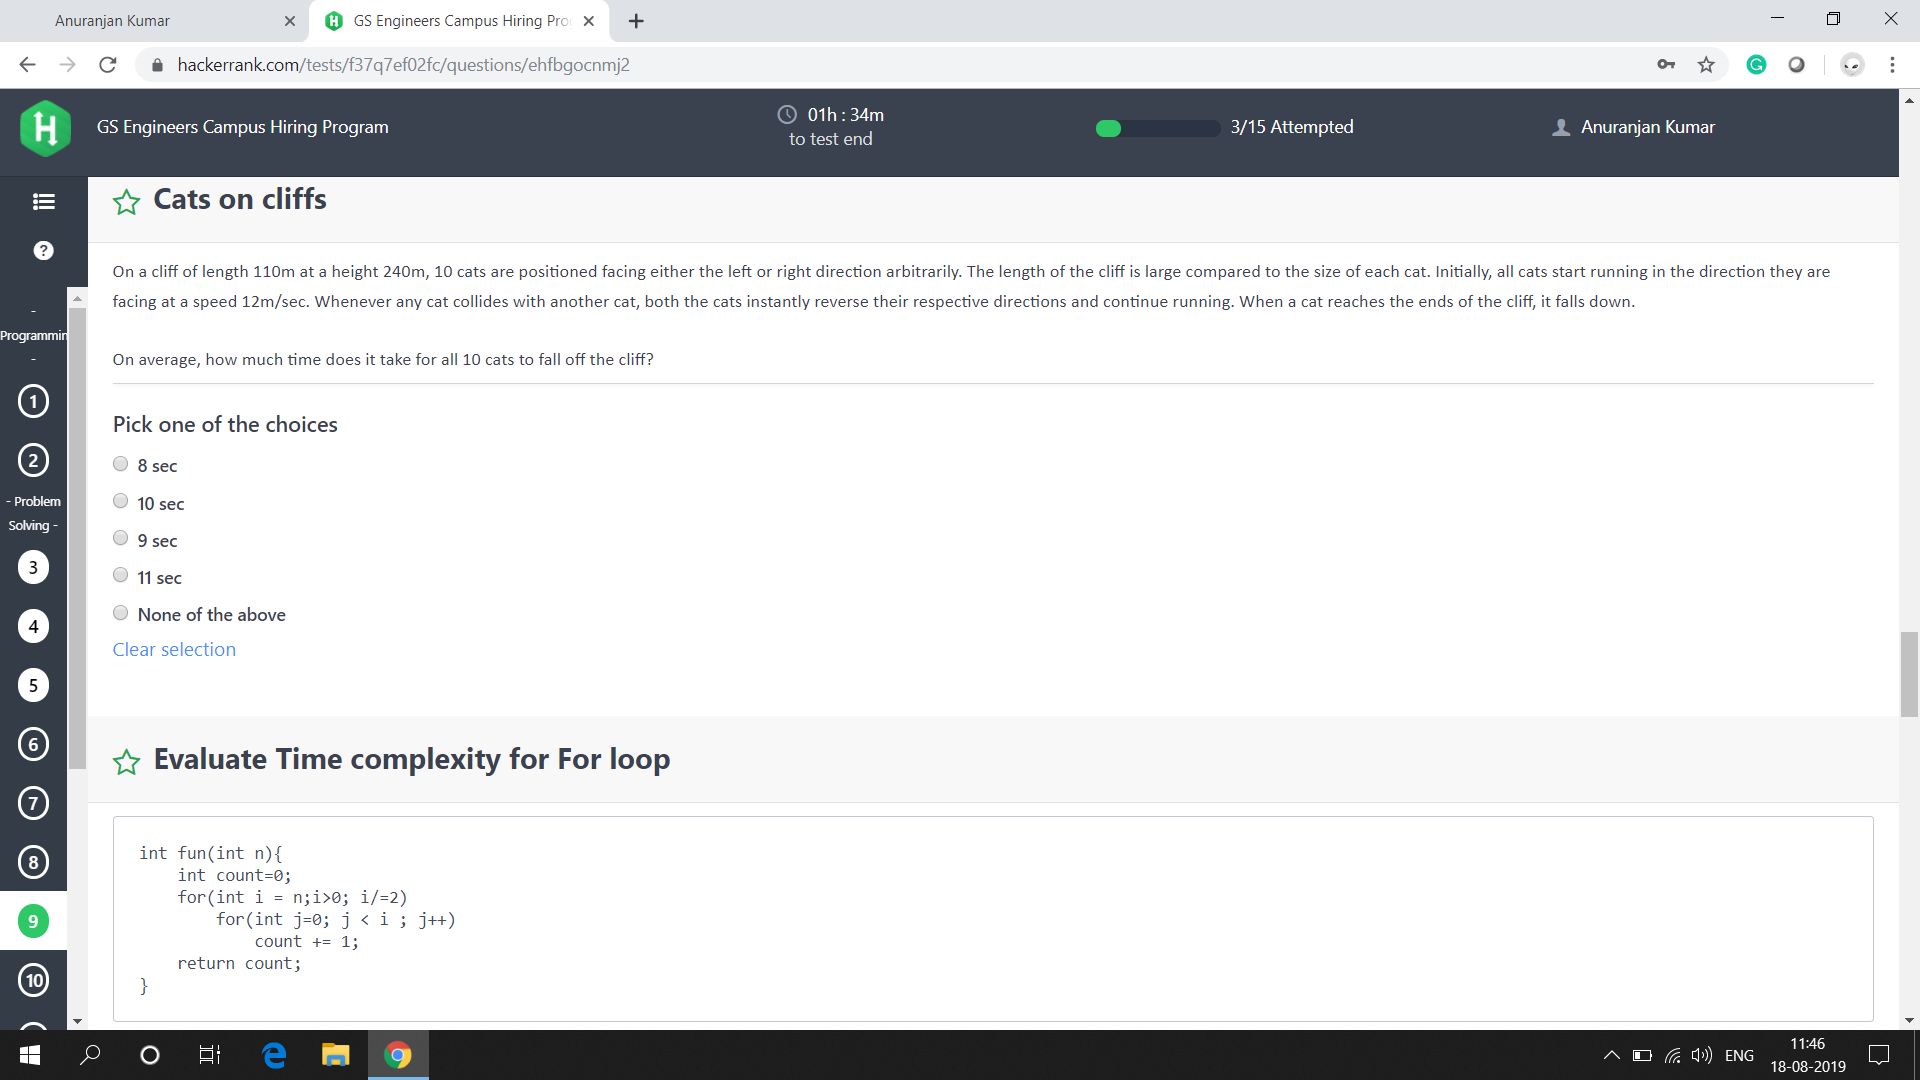 Anuranjan Kumar
GS Engineers Campus Hiring Pro
hackerrank.com/tests/f37q7ef02fc/questions/ehfbgocnmj2
GS Engineers Campus Hiring Program
01h : 34m
to test end
3/15 Attempted
Anuranjan Kumar
-
Programmin
-
1
2
- Problem
Solving -
3
4
5
6
7
8
9
10
Cats on cliffs
On a cliff of length 110m at a height 240m, 10 cats are positioned facing either the left or right direction arbitrarily. The length of the cliff is large compared to the size of each cat. Initially, all cats start running in the direction they are
facing at a speed 12m/sec. Whenever any cat collides with another cat, both the cats instantly reverse their respective directions and continue running. When a cat reaches the ends of the cliff, it falls down.
On average, how much time does it take for all 10 cats to fall off the cliff?
Pick one of the choices
8 sec
10 sec
9 sec
11 sec
None of the above
Clear selection
Evaluate Time complexity for For loop
int fun(int n){
    int count=0;
    for(int i = n;i>0; i/=2)
        for(int j=0; j < i ; j++)
            count += 1;
    return count;
}
ENG
11:46
18-08-2019